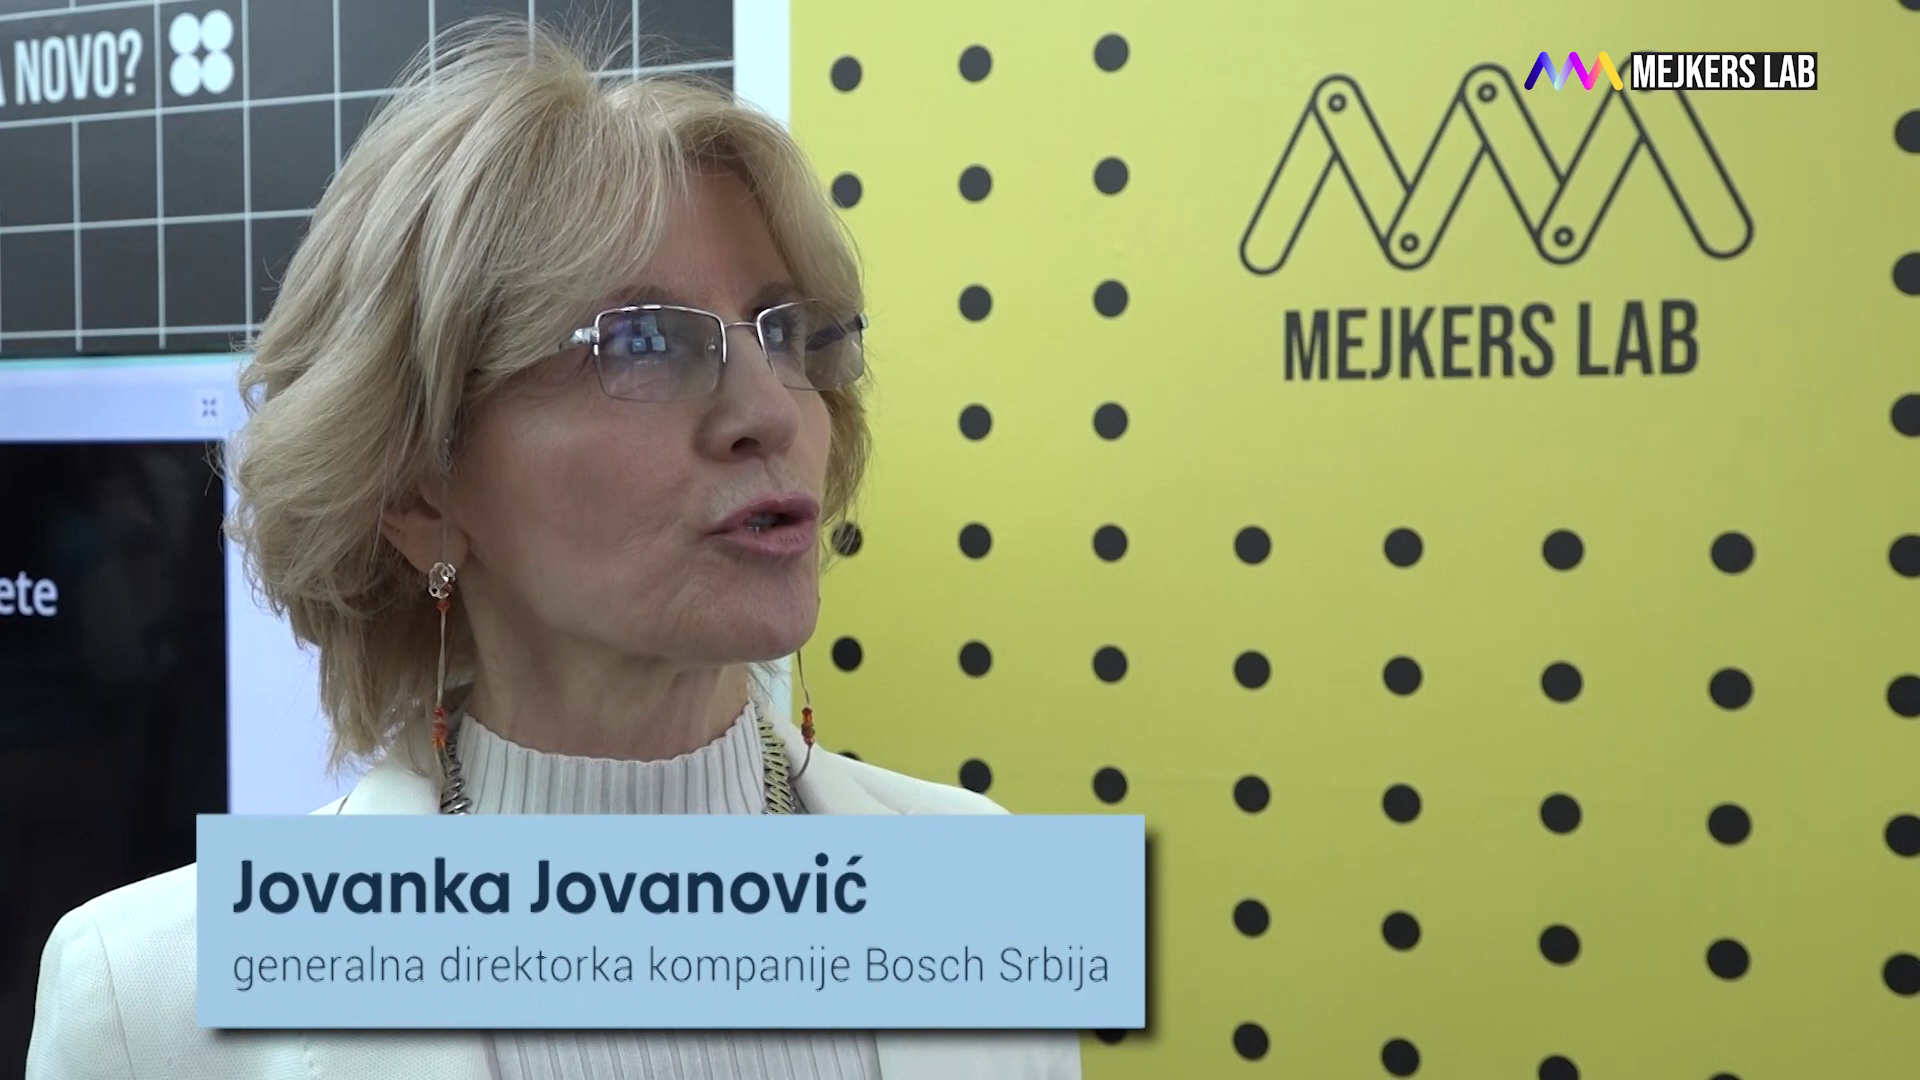 NOVO?
MEJKERS LAB
MEJKERS LAB
ete
Jovanka Jovanović
generalna direktorka kompanije Bosch Srbija